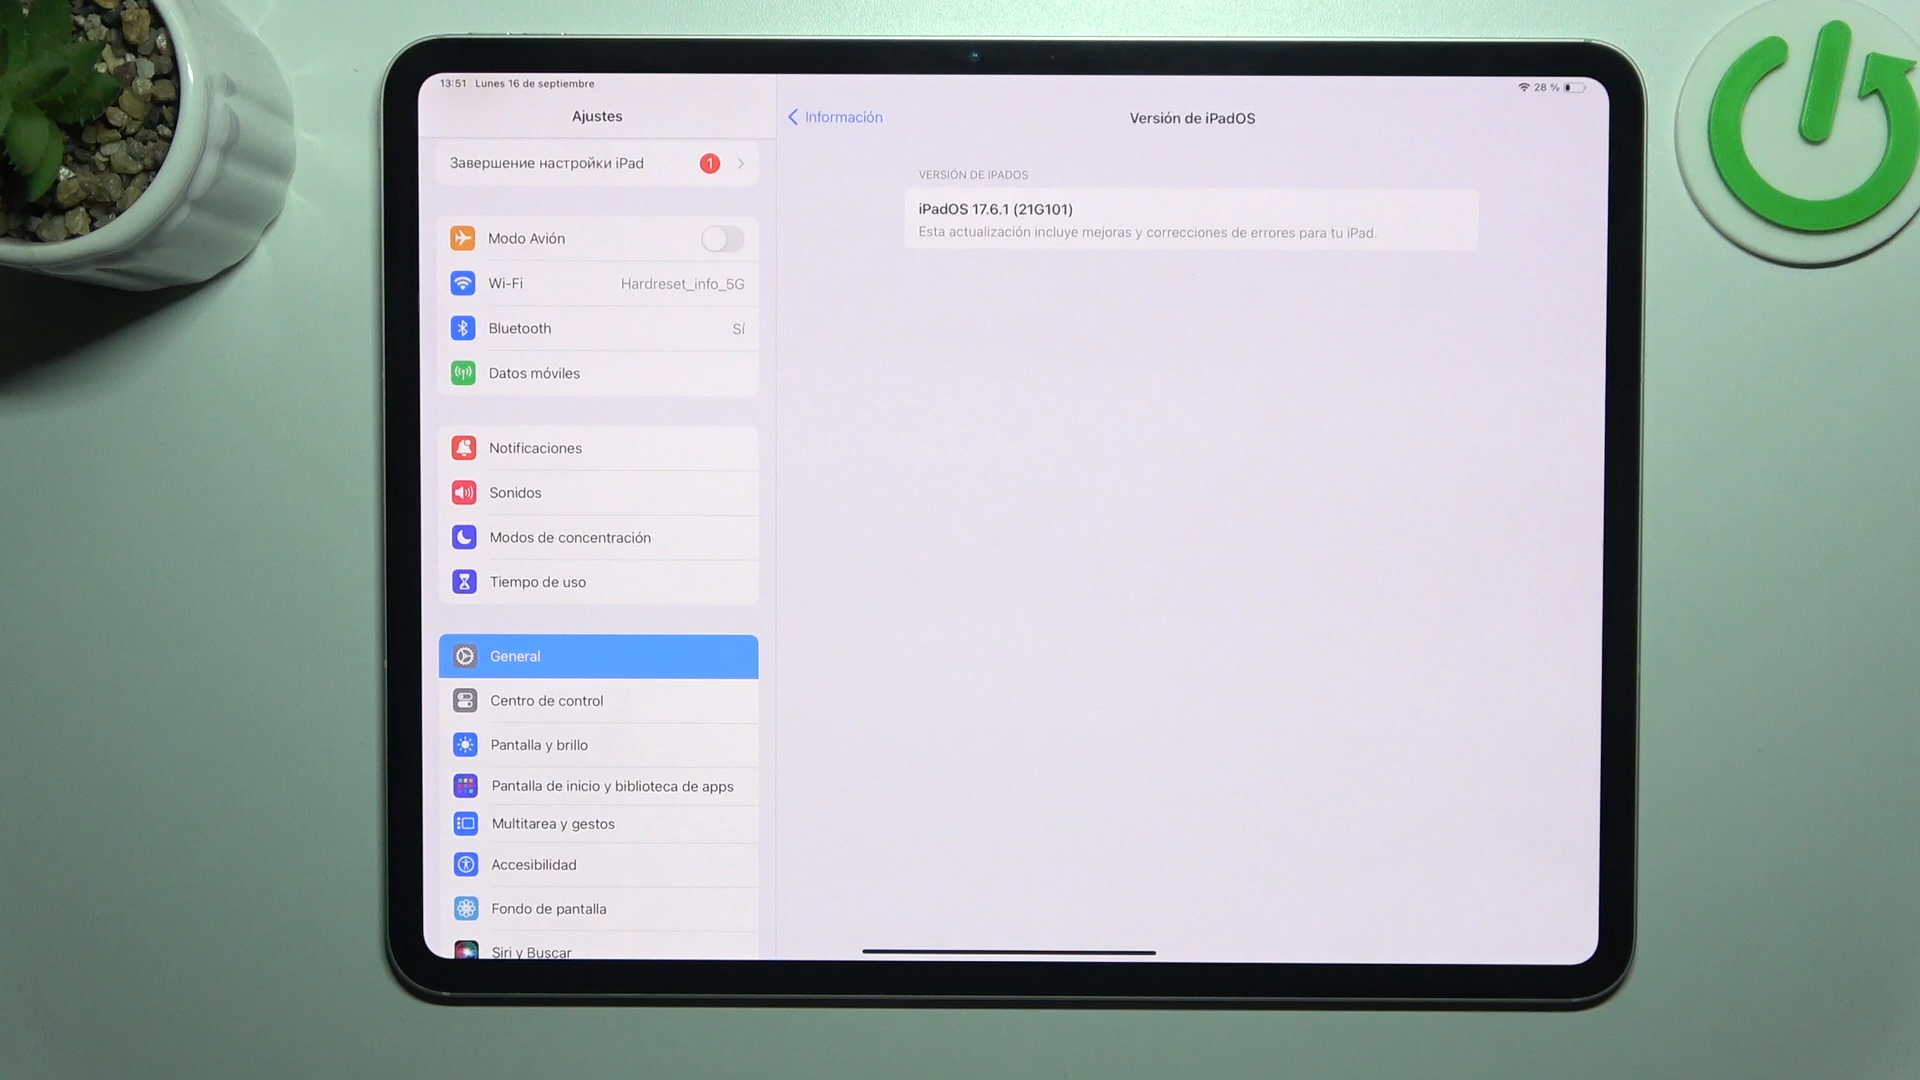 13:51 Lunes 16 de septiembre
28 %
Ajustes
Завершение настройки iPad 1
Modo Avión
Wi-Fi Hardreset_info_5G
Bluetooth Sí
Datos móviles
Notificaciones
Sonidos
Modos de concentración
Tiempo de uso
General
Centro de control
Pantalla y brillo
Pantalla de inicio y biblioteca de apps
Multitarea y gestos
Accesibilidad
Fondo de pantalla
Siri y Buscar
Información
Versión de iPadOS
VERSIÓN DE IPADOS
iPadOS 17.6.1 (21G101)
Esta actualización incluye mejoras y correcciones de errores para tu iPad.